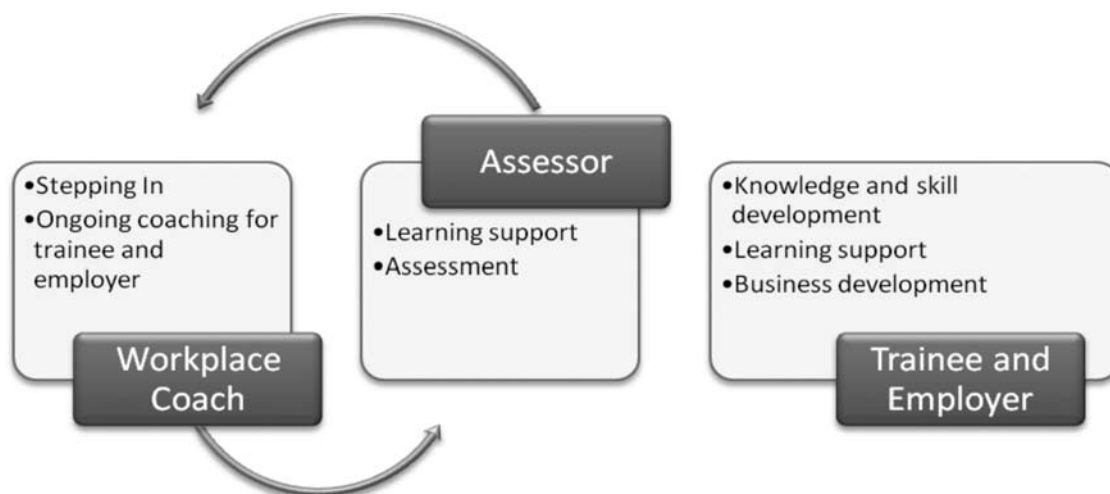 •Stepping In
•Ongoing coaching for
trainee and
employer
Workplace
Coach
Assessor
•Learning support
•Assessment
•Knowledge and skill
development
•Learning support
•Business development
Trainee and
Employer